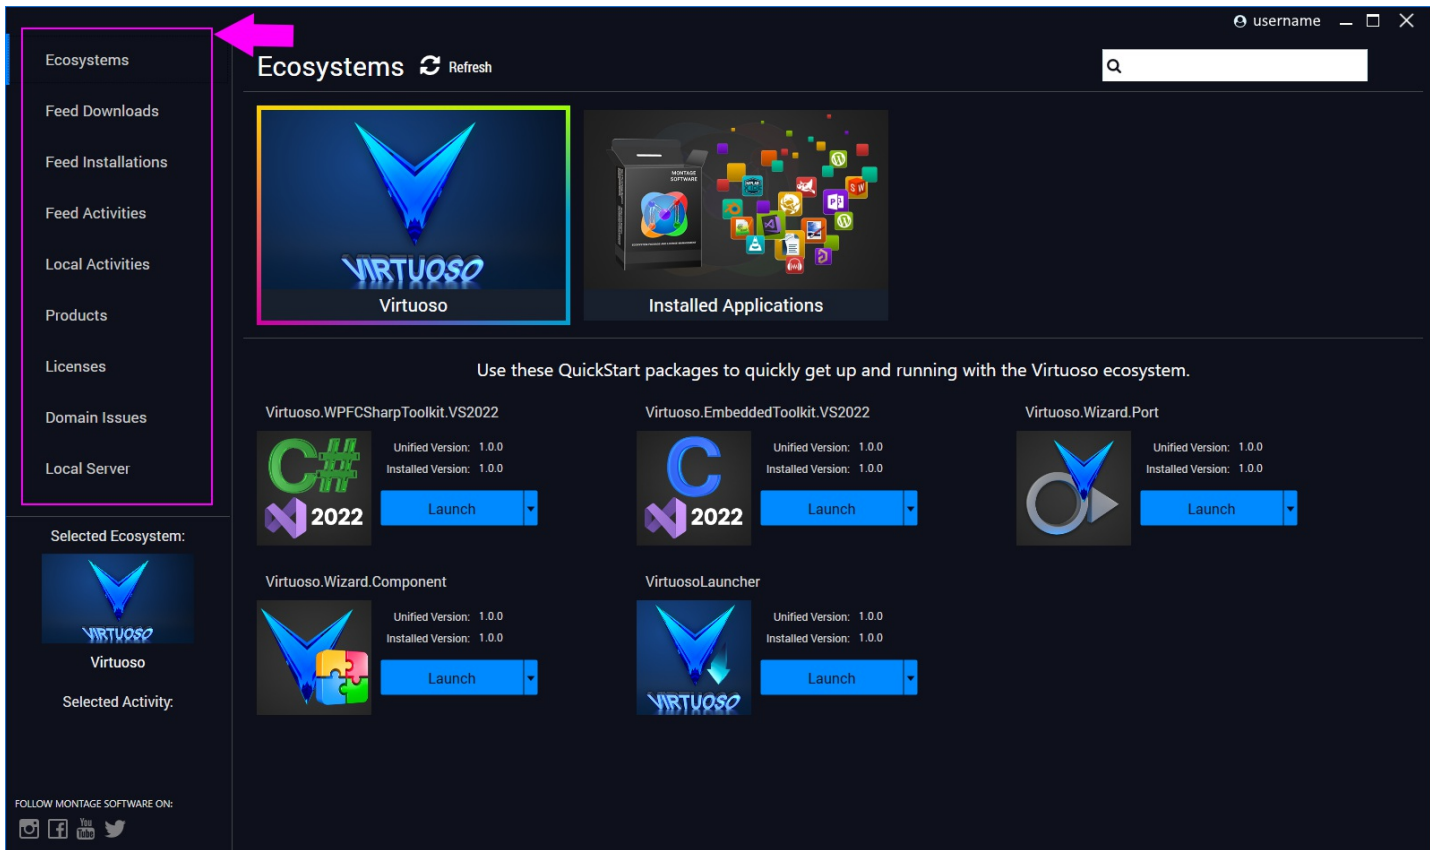 username
Ecosystems
Feed Downloads
Feed Installations
Feed Activities
Local Activities
Products
Licenses
Domain Issues
Local Server
Selected Ecosystem:
VIRTUOSO
Virtuoso
Selected Activity:
FOLLOW MONTAGE SOFTWARE ON:
You
Tube
Ecosystems Refresh
VIRTUOSO
Virtuoso
MONTAGE
SOFTWARE
Installed Applications
Use these QuickStart packages to quickly get up and running with the Virtuoso ecosystem.
Virtuoso.WPFCSharpToolkit.VS2022
C#
2022
Unified Version: 1.0.0
Installed Version: 1.0.0
Launch
Virtuoso.EmbeddedToolkit.VS2022
C
2022
Unified Version: 1.0.0
Installed Version: 1.0.0
Launch
Virtuoso.Wizard.Port
Unified Version: 1.0.0
Installed Version: 1.0.0
Launch
Virtuoso.Wizard.Component
Unified Version: 1.0.0
Installed Version: 1.0.0
Launch
VirtuosoLauncher
VIRTUOSO
Unified Version: 1.0.0
Installed Version: 1.0.0
Launch